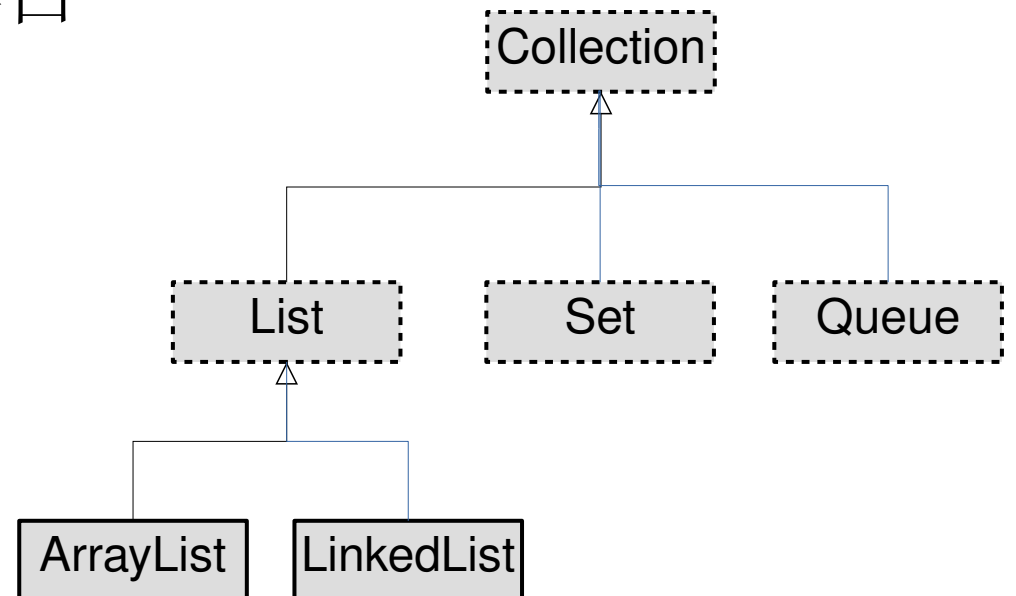 Collection
List
Set
Queue
ArrayList
LinkedList